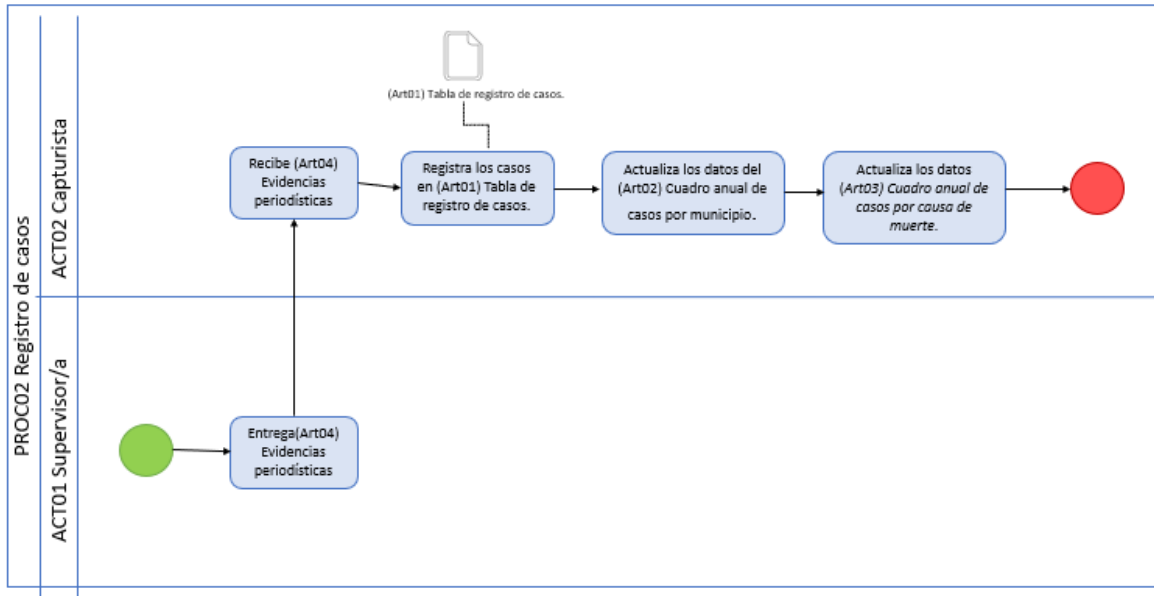 PROC02 Registro de casos
ACT02 Capturista
(Art01) Tabla de registro de casos.
Recibe (Art04)
Evidencias
periodísticas
Registra los casos
en (Art01) Tabla de
registro de casos.
Actualiza los datos del
(Art02) Cuadro anual de
casos por municipio.
Actualiza los datos
(Art03) Cuadro anual de
casos por causa de
muerte.
ACT01 Supervisor/a
Entrega(Art04)
Evidencias
periodísticas